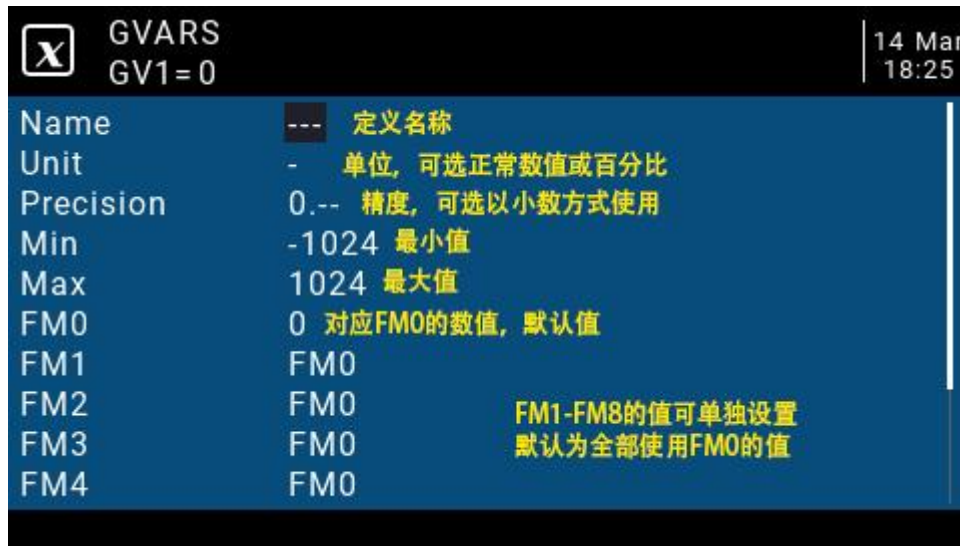 x GVARS
GV1=0
14 Mar
18:25
Name --- 定义名称
Unit - 单位，可选正常数值或百分比
Precision 0.-- 精度，可选以小数方式使用
Min -1024 最小值
Max 1024 最大值
FM0 0 对应FM0的数值，默认值
FM1 FM0
FM2 FM0
FM1-FM8的值可单独设置
FM3 FM0
默认为全部使用FM0的值
FM4 FM0